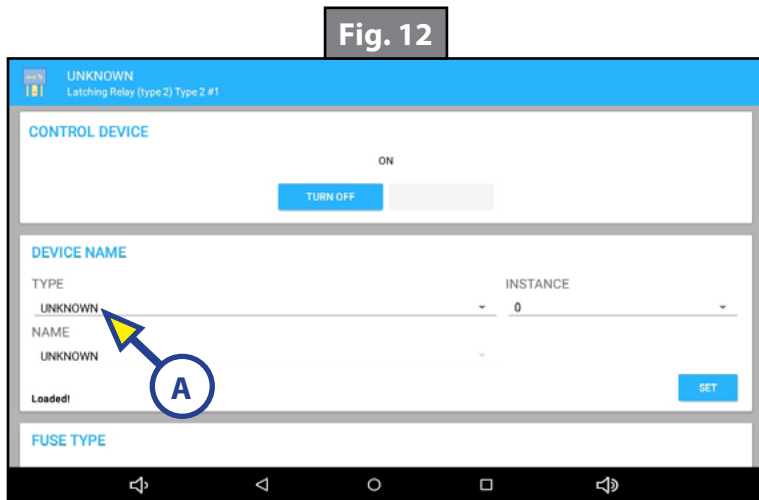 Fig. 12
UNKNOWN
Latching Relay (type 2) Type 2 #1
CONTROL DEVICE
ON
TURN OFF
DEVICE NAME
TYPE
INSTANCE
UNKNOWN
0
NAME
UNKNOWN
A
Loaded!
SET
FUSE TYPE